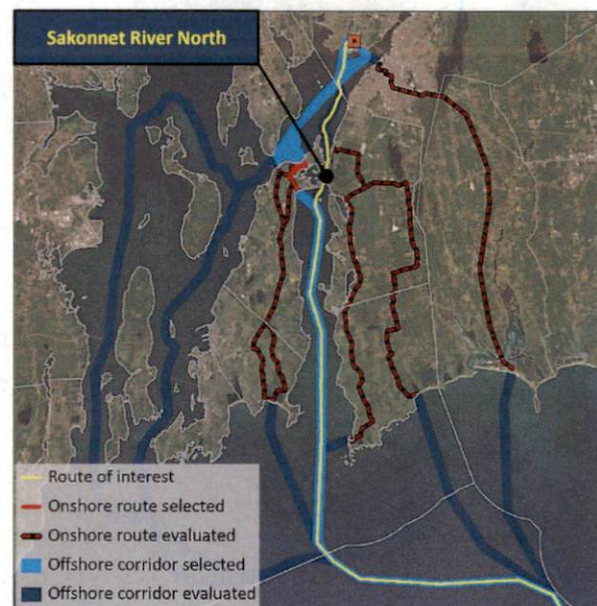 Sakonnet River North
Route of interest
Onshore route selected
Onshore route evaluated
Offshore corridor selected
Offshore corridor evaluated